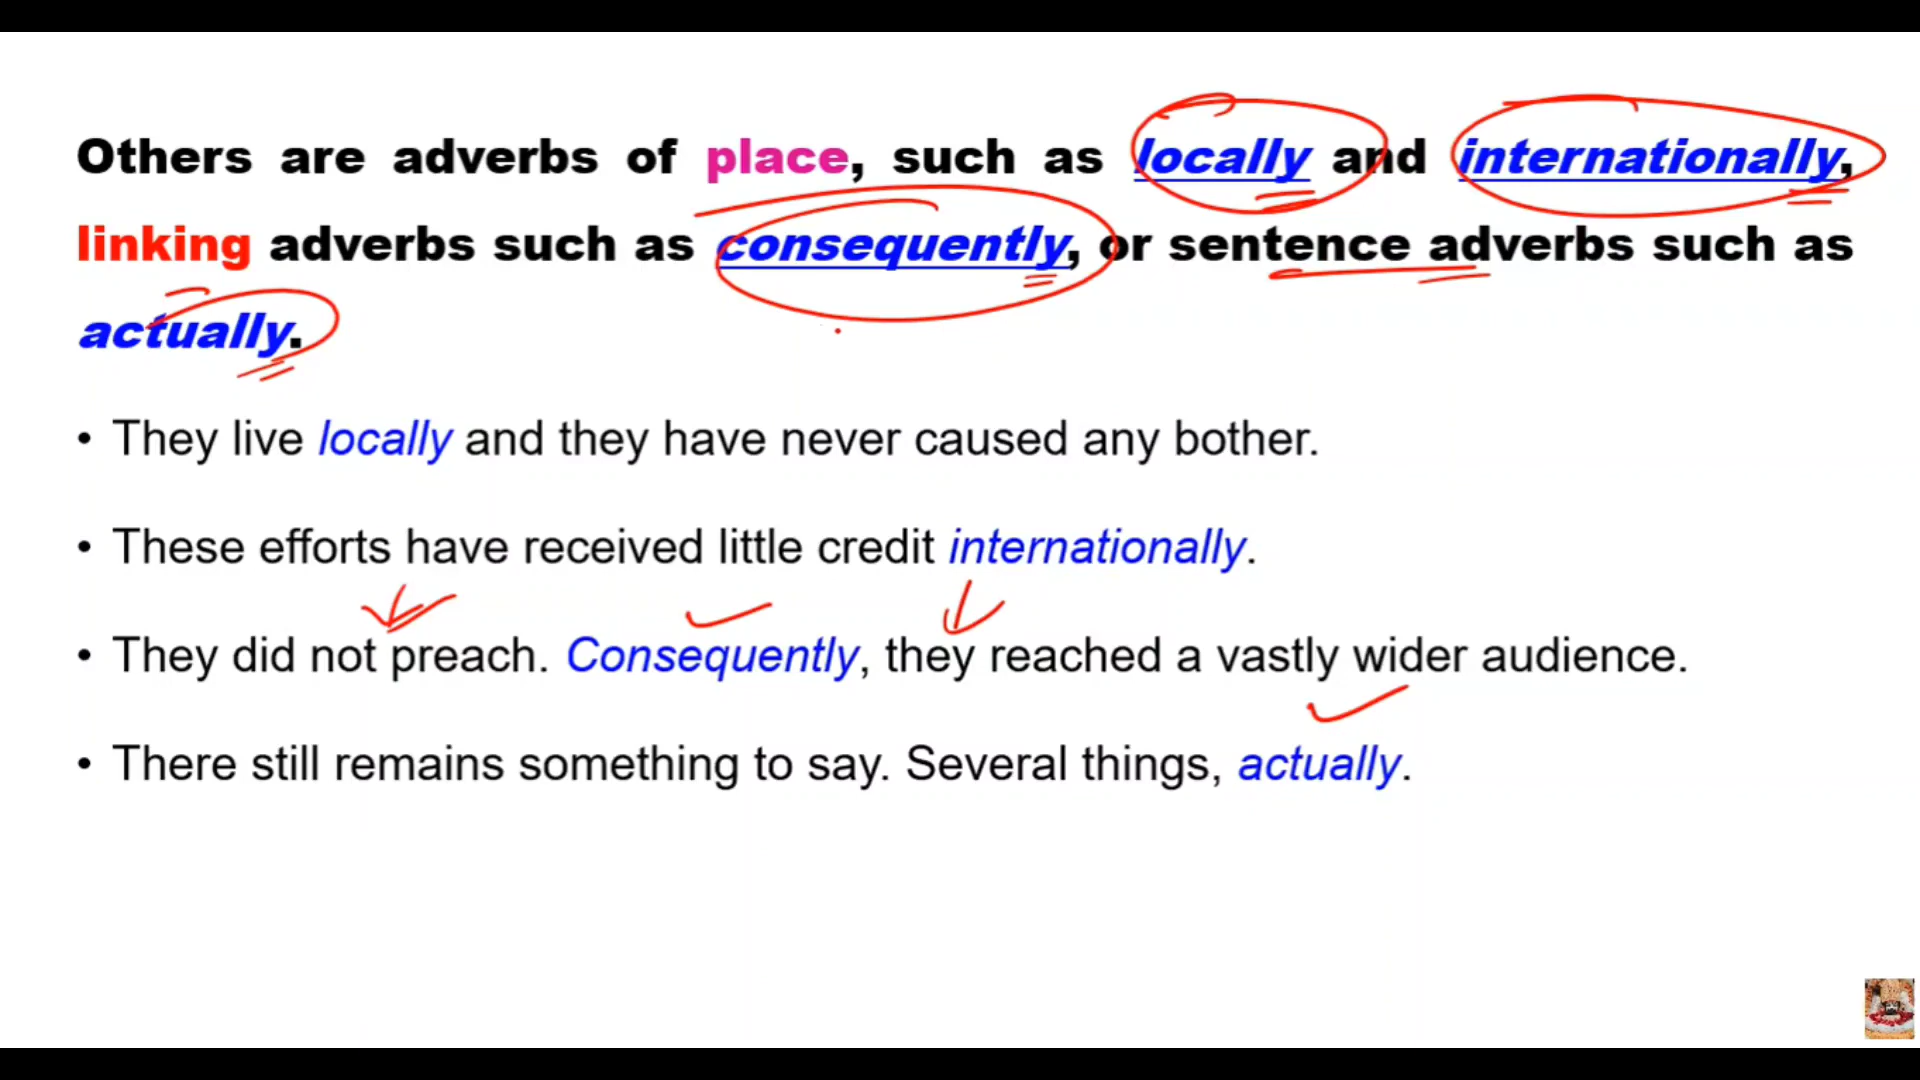 Others are adverbs of place, such as locally and internationally,
linking adverbs such as consequently, or sentence adverbs such as
actually.
• They live locally and they have never caused any bother.
• These efforts have received little credit internationally.
• They did not preach. Consequently, they reached a vastly wider audience.
• There still remains something to say. Several things, actually.